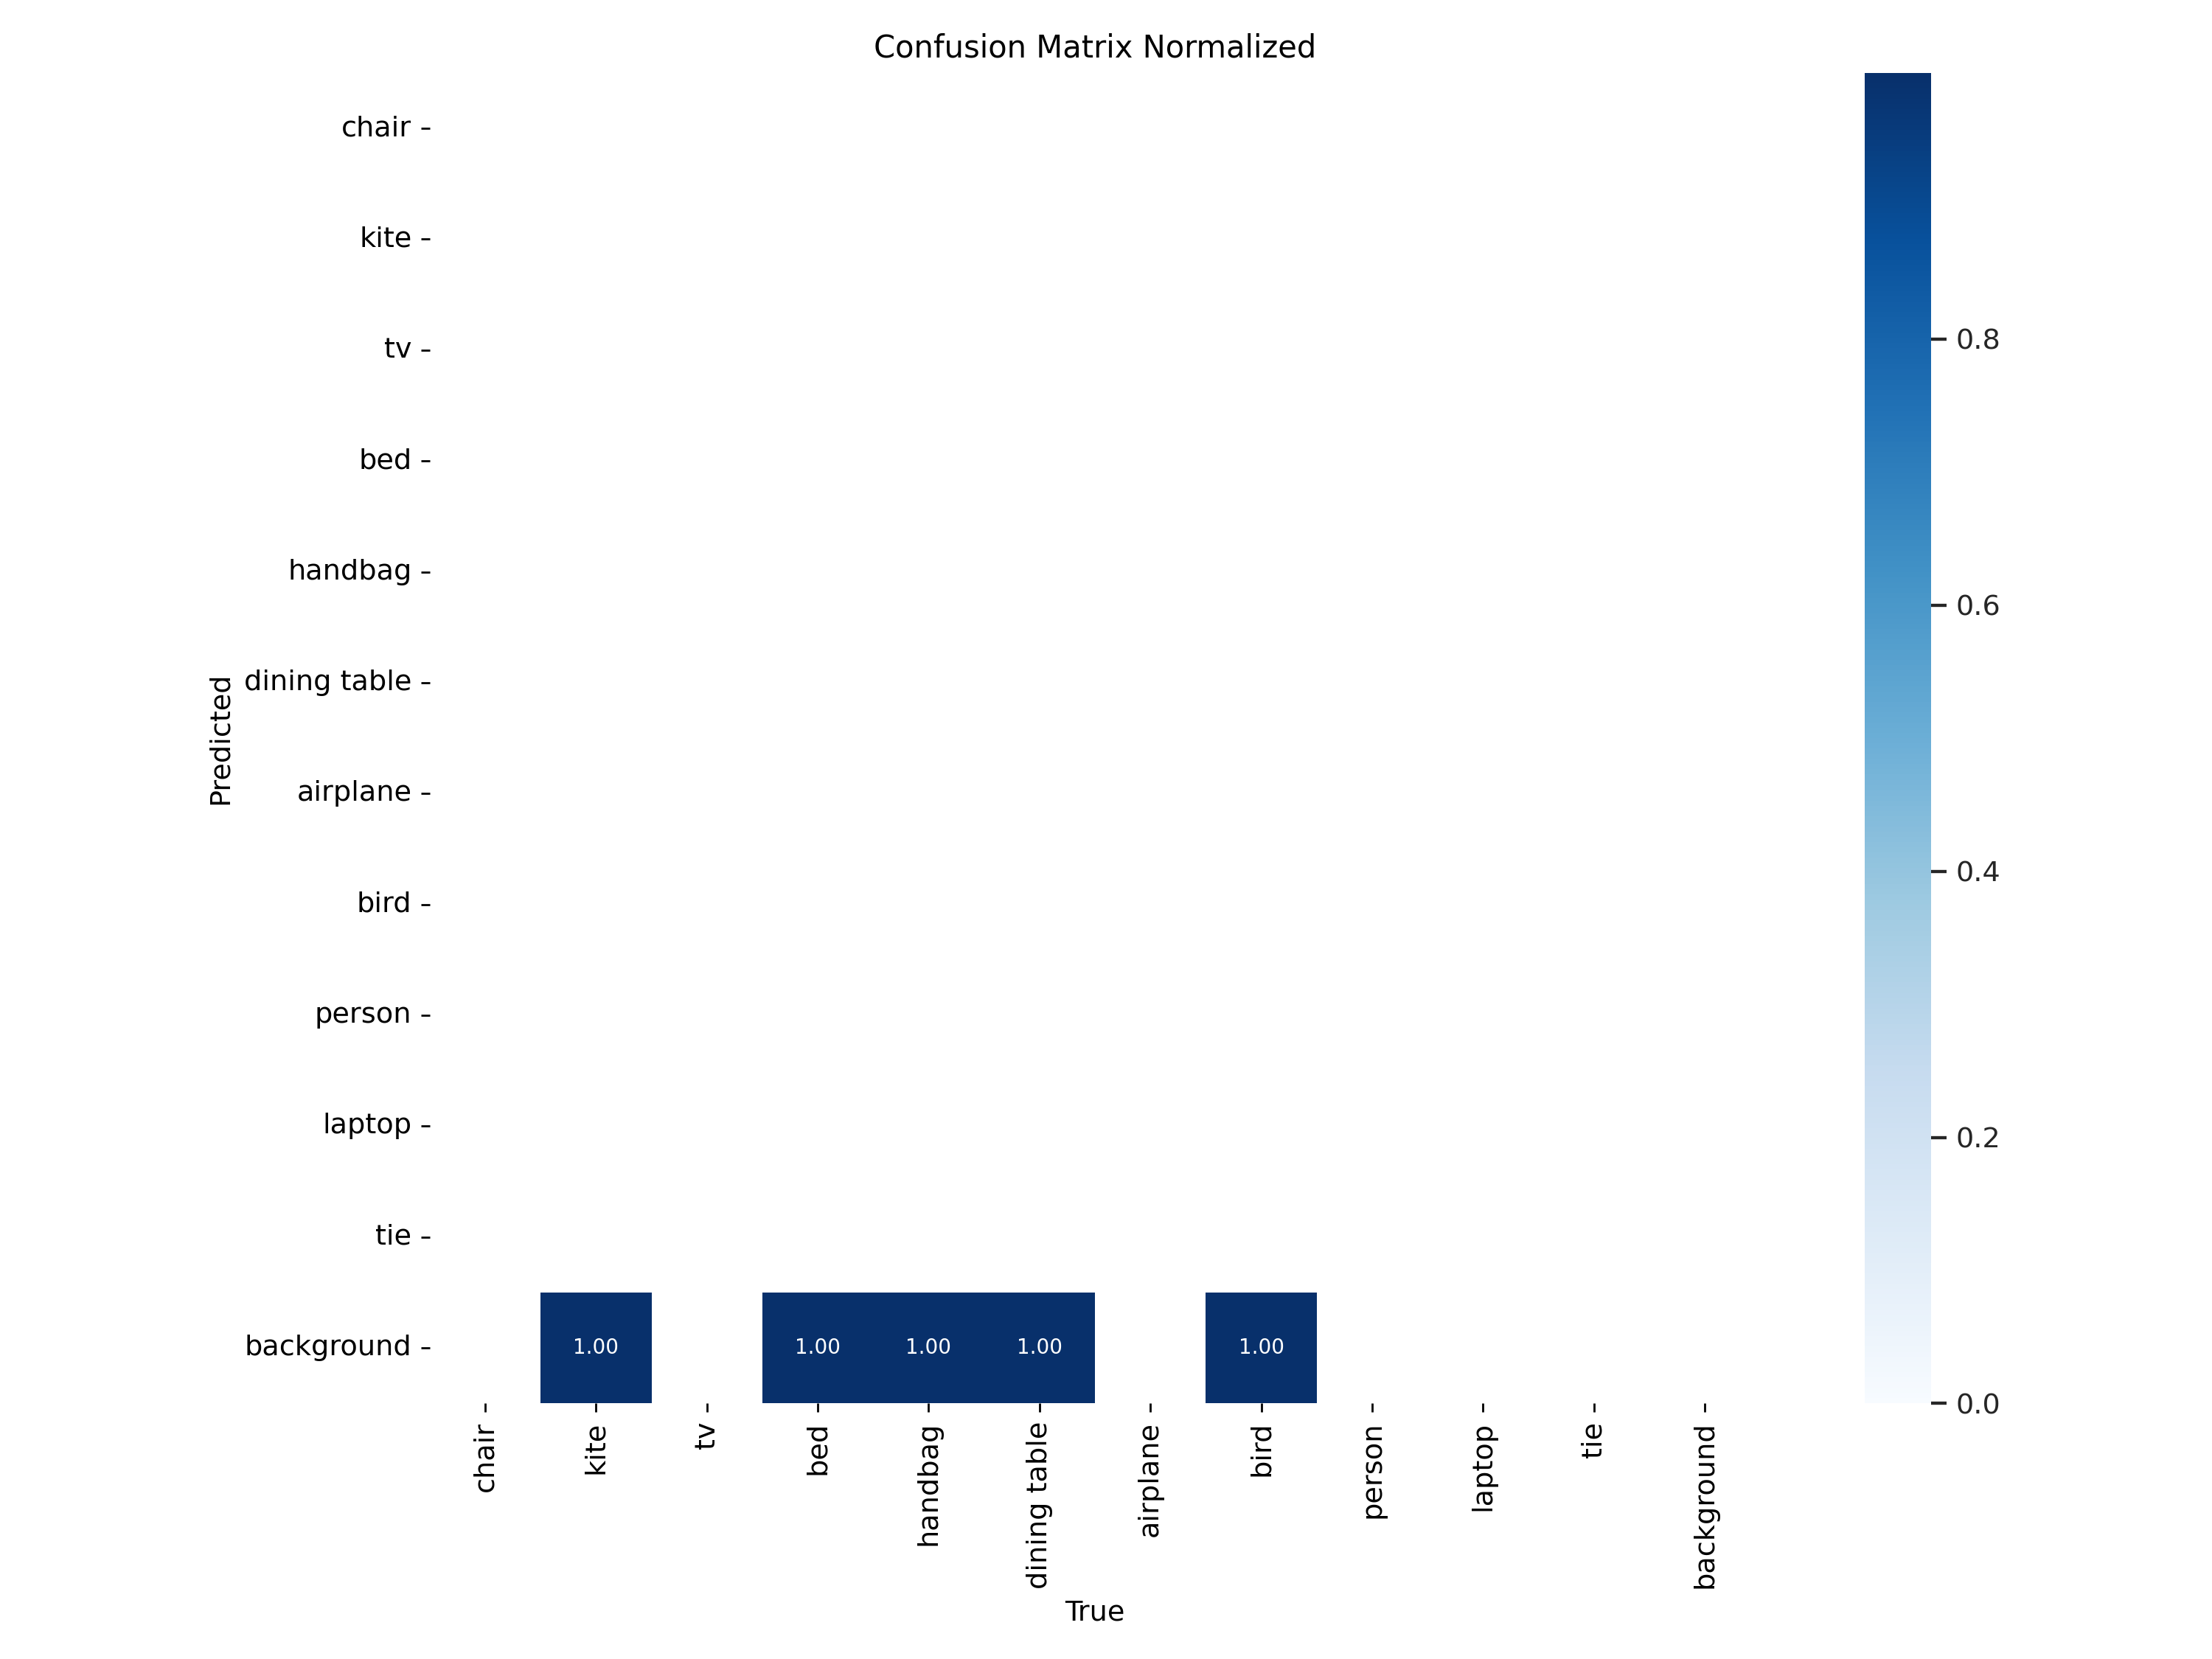 Confusion Matrix Normalized
chair
kite
tv
bed
handbag
dining table
airplane
bird
person
laptop
tie
background
Predicted
1.00 1.00 1.00 1.00 1.00
chair kite tv bed handbag dining table airplane bird person laptop tie background
True
0.8
0.6
0.4
0.2
0.0